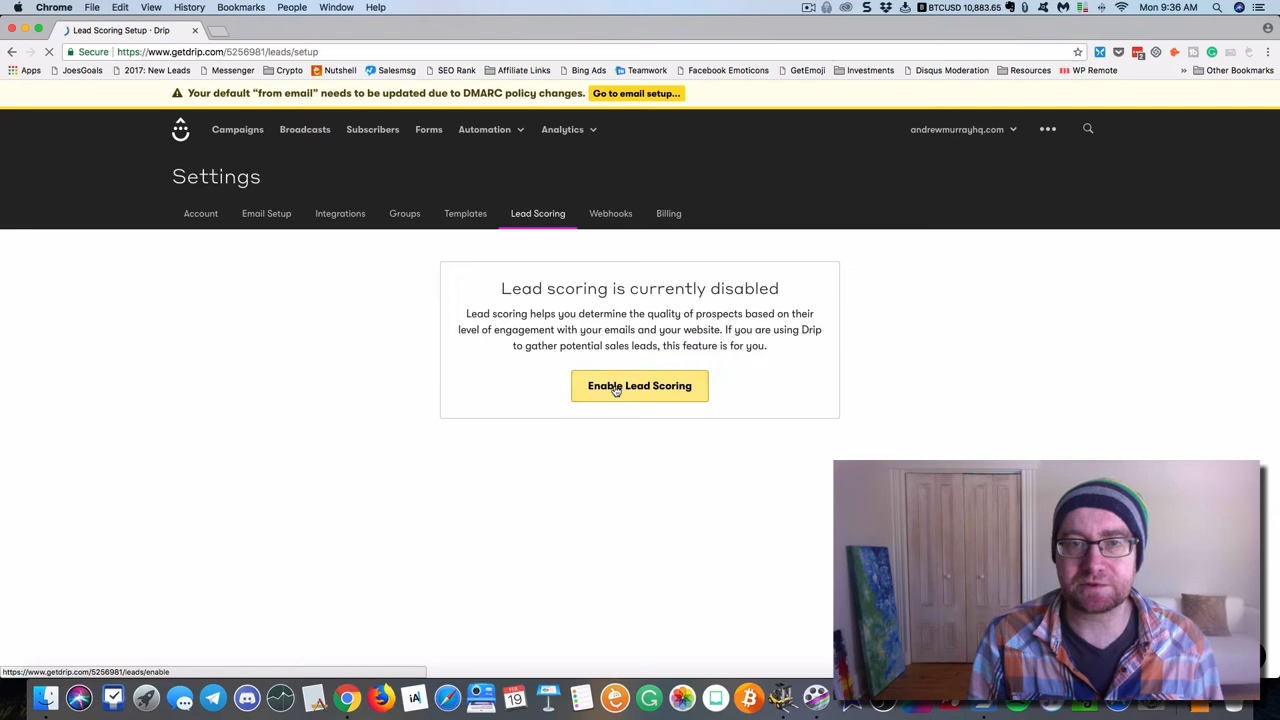 Chrome File Edit View History Bookmarks People Window Help
BTCUSD 10,883.65
Mon 9:36 AM
Lead Scoring Setup · Drip
Secure https://www.getdrip.com/5256981/leads/setup
Apps JoesGoals 2017: New Leads Messenger Crypto Nutshell Salesmsg SEO Rank Affiliate Links Bing Ads Teamwork Facebook Emoticons GetEmoji Investments Disqus Moderation Resources WP Remote » Other Bookmarks
Your default “from email” needs to be updated due to DMARC policy changes. Go to email setup...
Campaigns Broadcasts Subscribers Forms Automation Analytics andrewmurrayhq.com
Settings
Account Email Setup Integrations Groups Templates Lead Scoring Webhooks Billing
Lead scoring is currently disabled
Lead scoring helps you determine the quality of prospects based on their
level of engagement with your emails and your website. If you are using Drip
to gather potential sales leads, this feature is for you.
Enable Lead Scoring
https://www.getdrip.com/5256981/leads/enable
FEB
19
iA